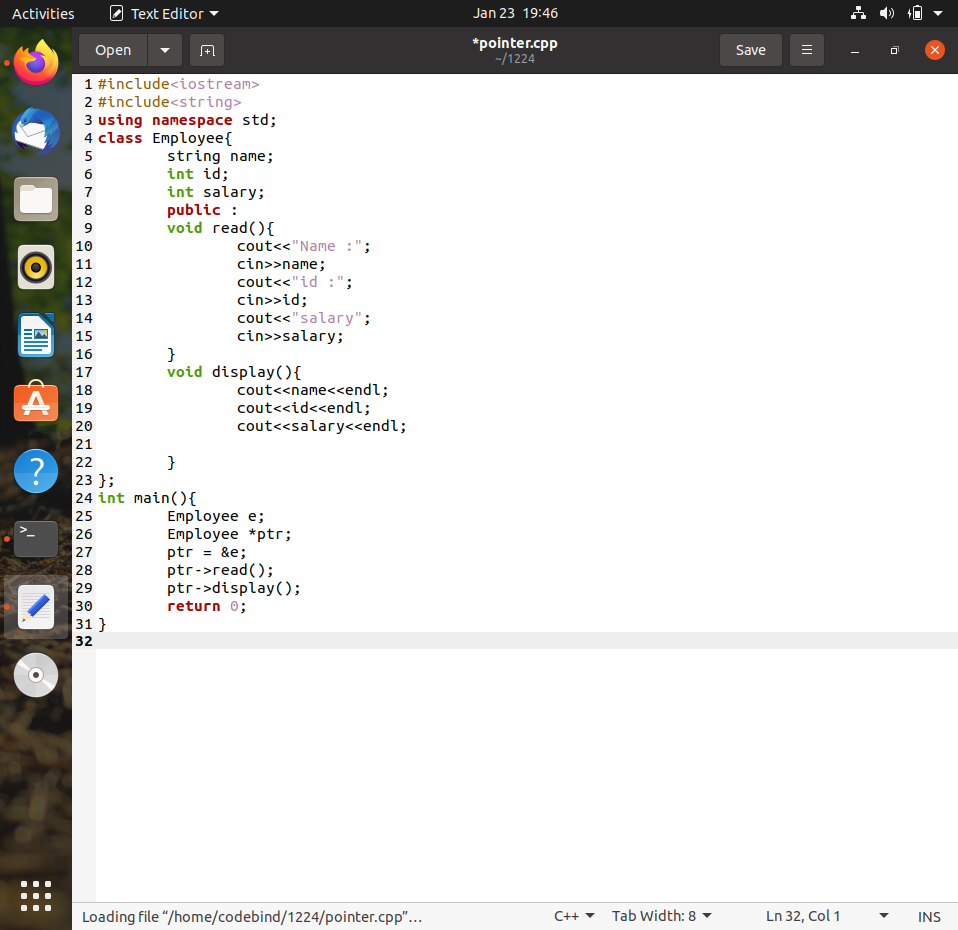 Activities Text Editor Jan 23 19:46
Open *pointer.cpp Save
~/1224
1 #include<iostream>
2 #include<string>
3 using namespace std;
4 class Employee{
5 string name;
6 int id;
7 int salary;
8 public :
9 void read(){
10 cout<<"Name :";
11 cin>>name;
12 cout<<"id :";
13 cin>>id;
14 cout<<"salary";
15 cin>>salary;
16 }
17 void display(){
18 cout<<name<<endl;
19 cout<<id<<endl;
20 cout<<salary<<endl;
21
22 }
23 };
24 int main(){
25 Employee e;
26 Employee *ptr;
27 ptr = &e;
28 ptr->read();
29 ptr->display();
30 return 0;
31 }
32
Loading file “/home/codebind/1224/pointer.cpp”… C++ Tab Width: 8 Ln 32, Col 1 INS